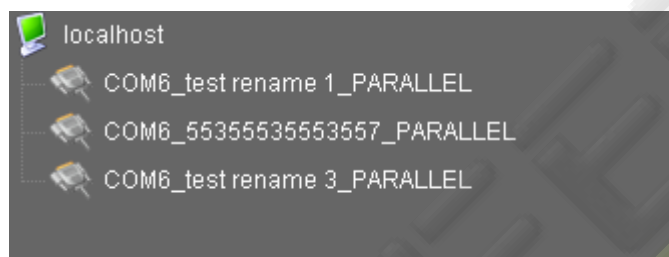 localhost
COM6_test rename 1_PARALLEL
COM6_55355535553557_PARALLEL
COM6_test rename 3_PARALLEL